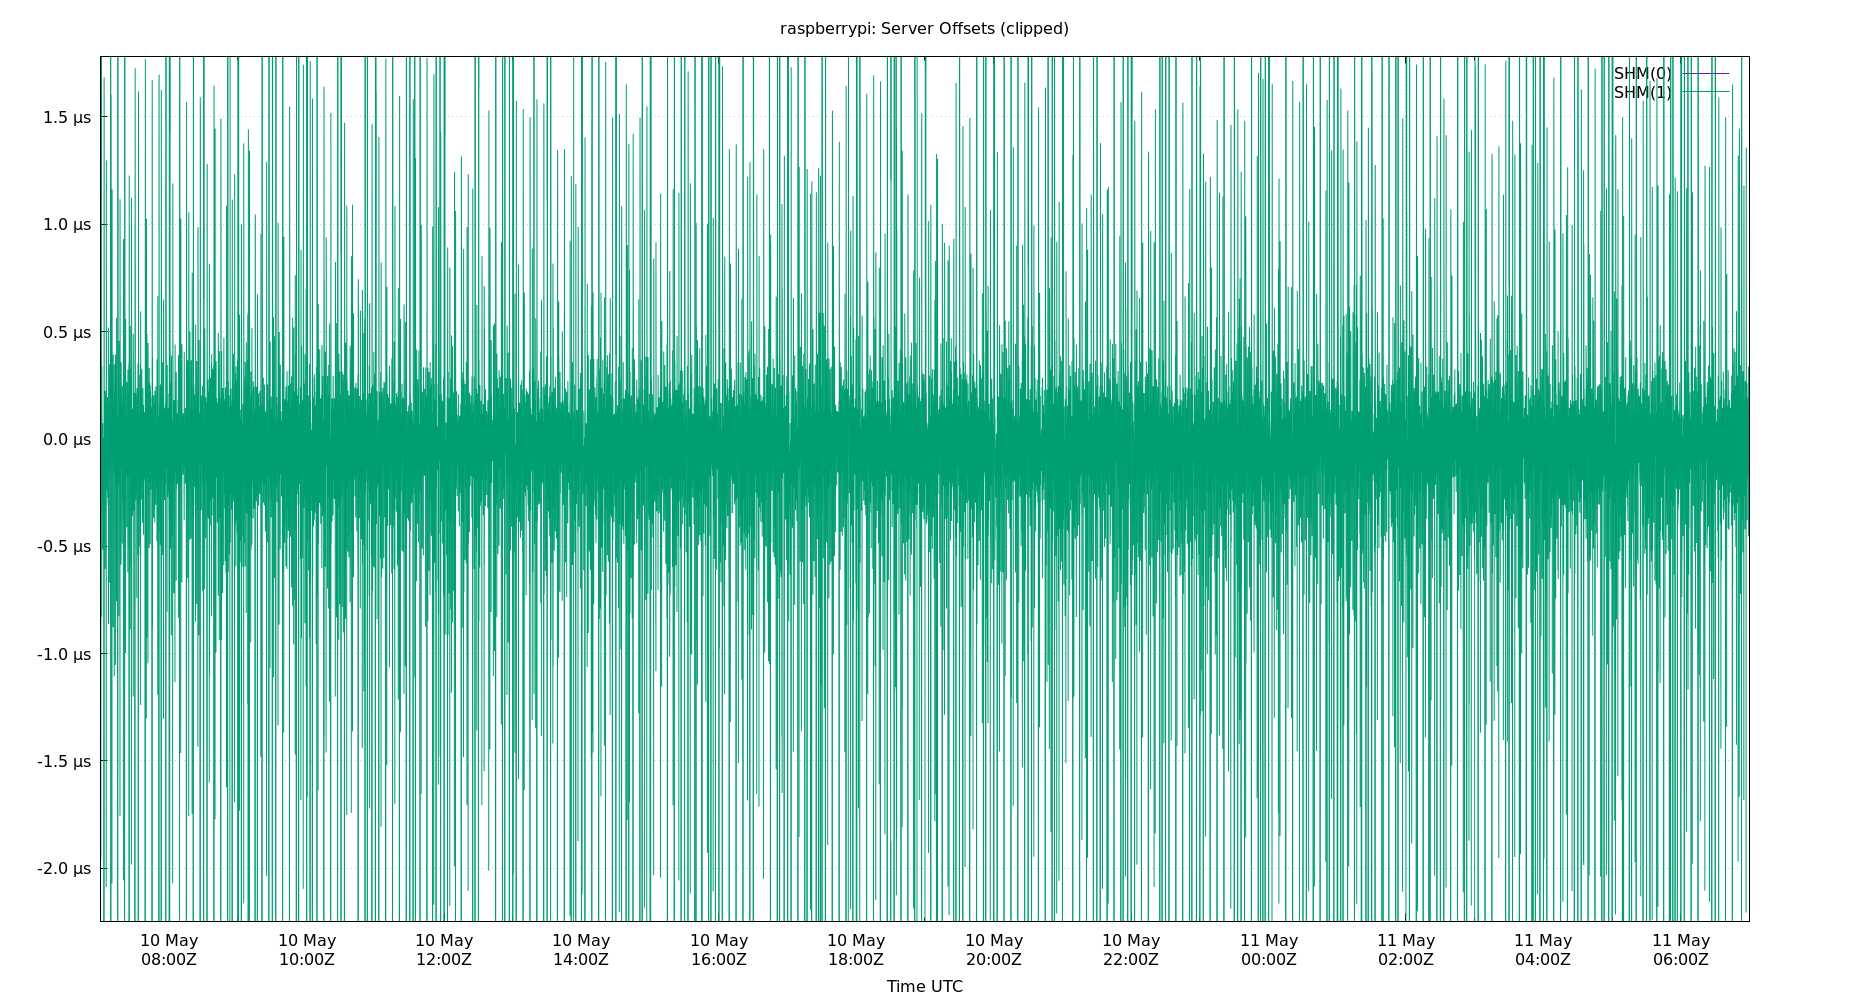 raspberrypi: Server Offsets (clipped)
SHM(0)
SHM(1)
1.5 µs
1.0 µs
0.5 µs
0.0 µs
-0.5 µs
-1.0 µs
-1.5 µs
-2.0 µs
10 May 10 May 10 May 10 May 10 May 10 May 10 May 10 May 11 May 11 May 11 May 11 May
08:00Z 10:00Z 12:00Z 14:00Z 16:00Z 18:00Z 20:00Z 22:00Z 00:00Z 02:00Z 04:00Z 06:00Z
Time UTC